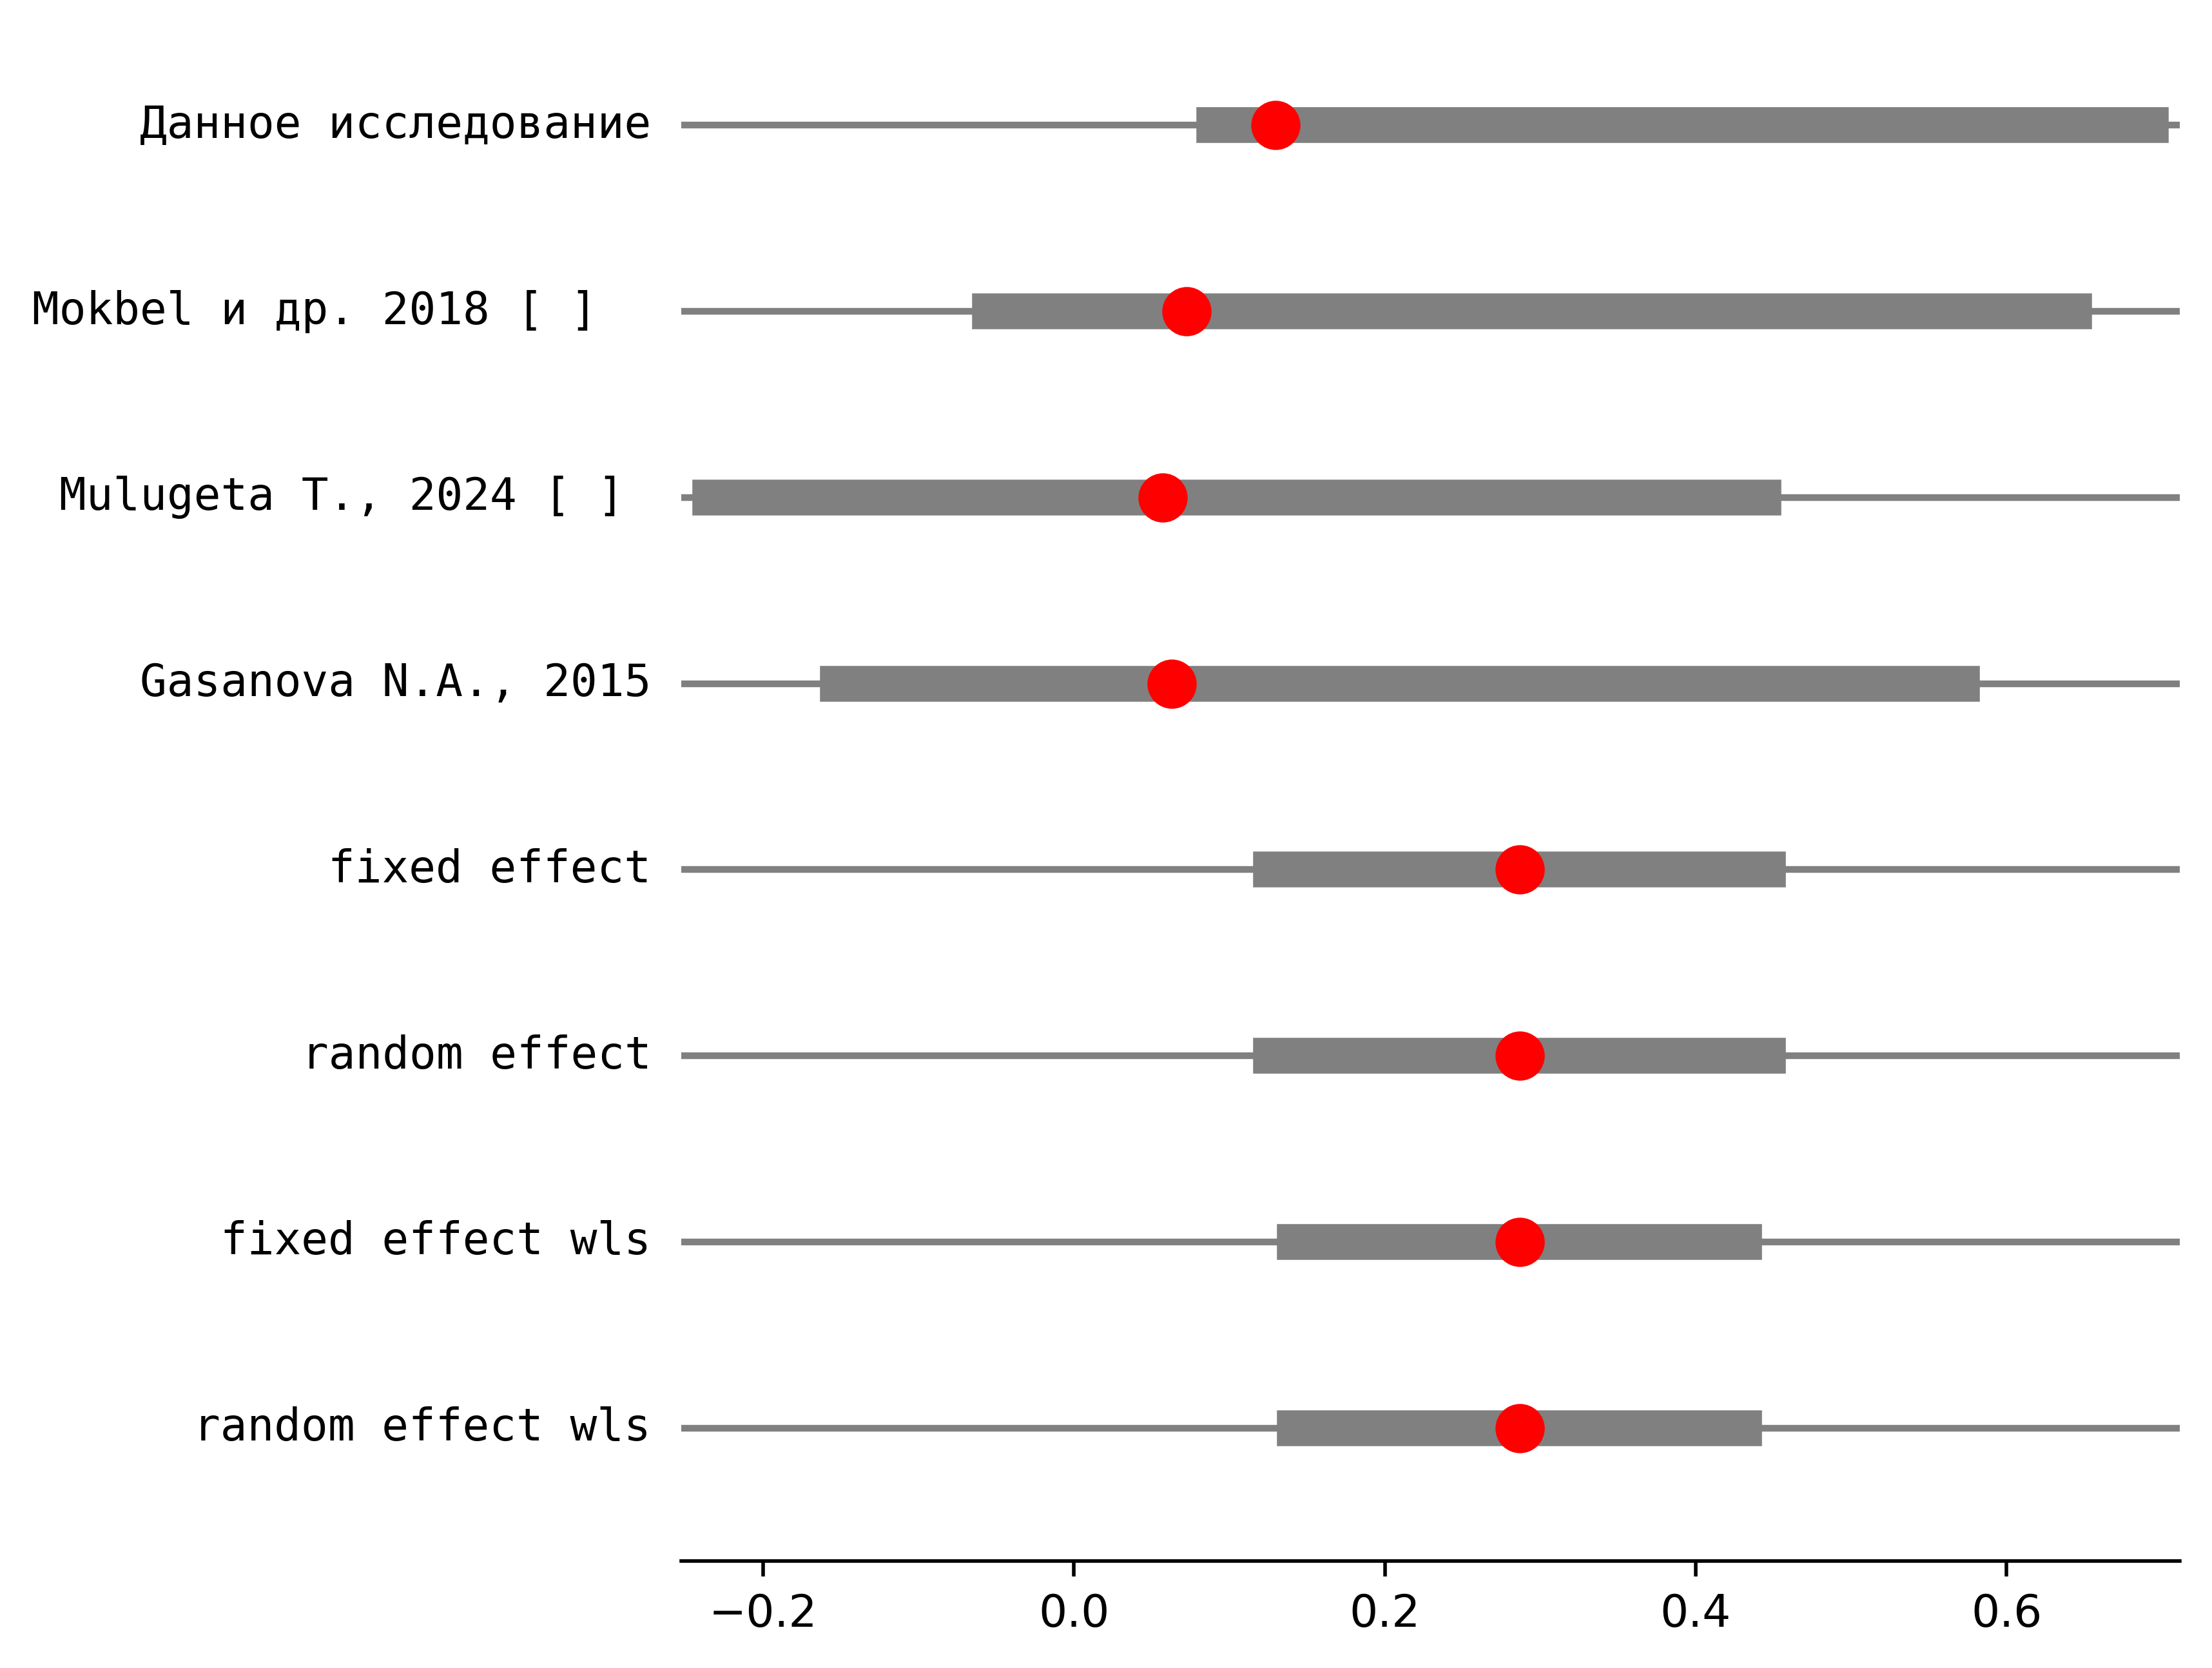 Данное исследование
Mokbel и др. 2018 [ ]
Mulugeta T., 2024 [ ]
Gasanova N.A., 2015
fixed effect
random effect
fixed effect wls
random effect wls
−0.2 0.0 0.2 0.4 0.6